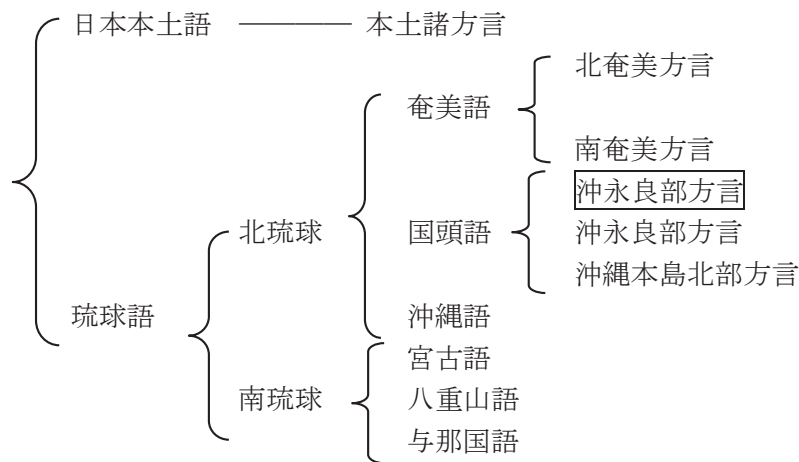 日本本土語 ———— 本土諸方言
北奄美方言
奄美語
南奄美方言
沖永良部方言
北琉球 国頭語 沖永良部方言
沖縄本島北部方言
琉球語 沖縄語
宮古語
南琉球 八重山語
与那国語